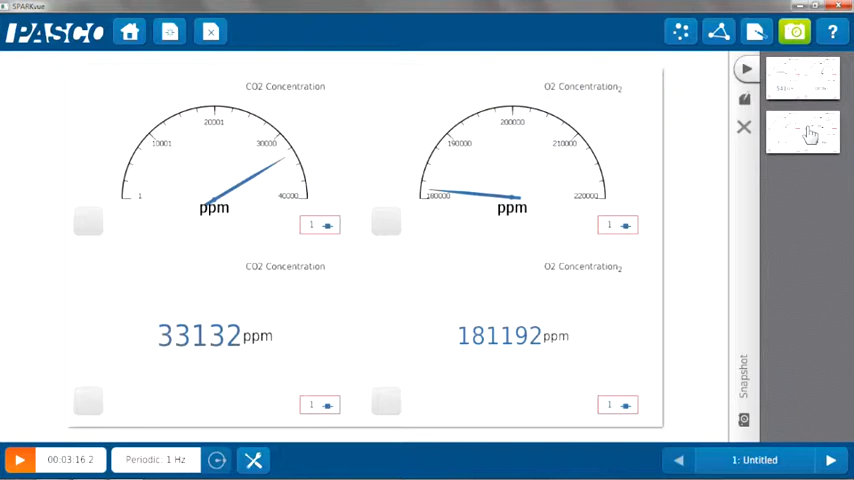 SPARKvue
PASCO
?
CO2 Concentration
O2 Concentration2
20001
10001
30000
1
40000
ppm
200000
190000
210000
180000
220000
ppm
1
1
CO2 Concentration
O2 Concentration2
33132ppm
181192ppm
1
1
Snapshot
00:03:16 2
Periodic: 1 Hz
1: Untitled